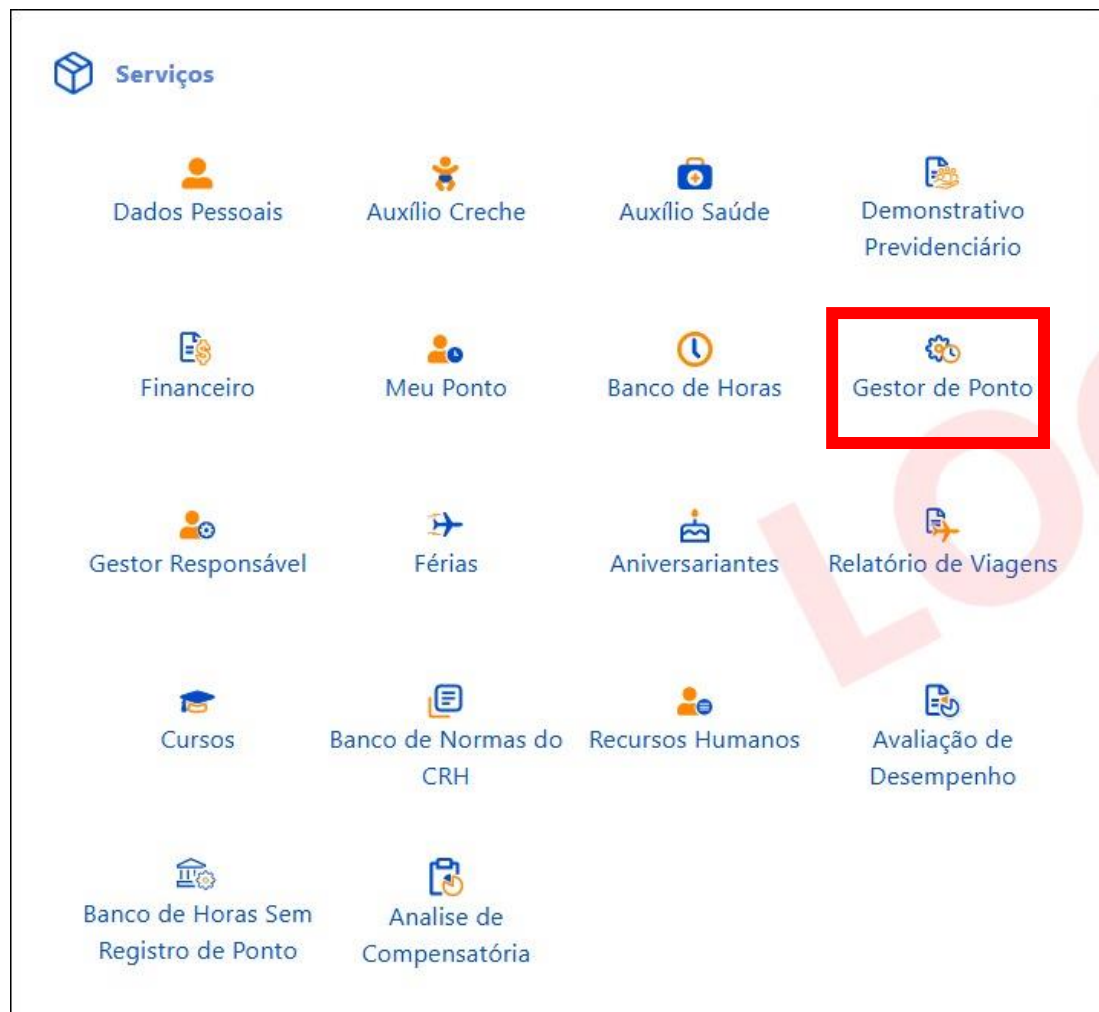 Serviços
Dados Pessoais
Auxílio Creche
Auxílio Saúde
Demonstrativo
Previdenciário
Financeiro
Meu Ponto
Banco de Horas
Gestor de Ponto
Gestor Responsável
Férias
Aniversariantes
Relatório de Viagens
Cursos
Banco de Normas do
CRH
Recursos Humanos
Avaliação de
Desempenho
Banco de Horas Sem
Registro de Ponto
Analise de
Compensatória